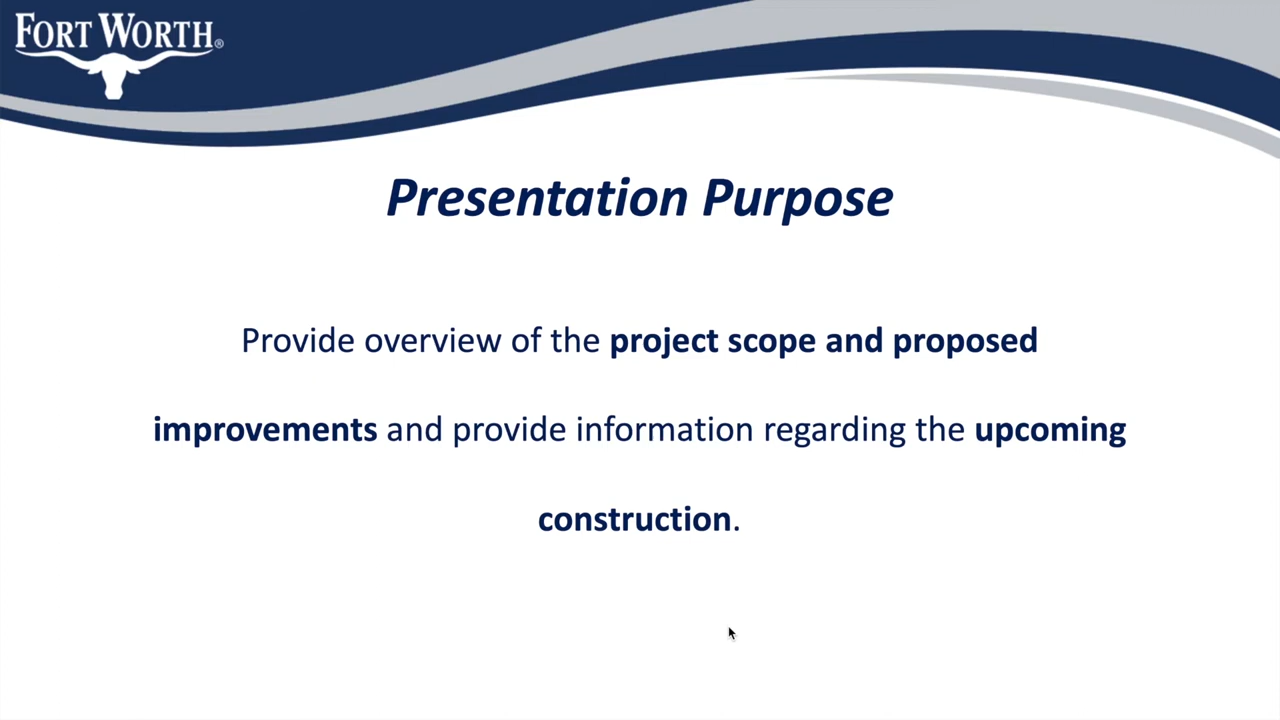 FORT WORTH®
Presentation Purpose
Provide overview of the project scope and proposed
improvements and provide information regarding the upcoming
construction.